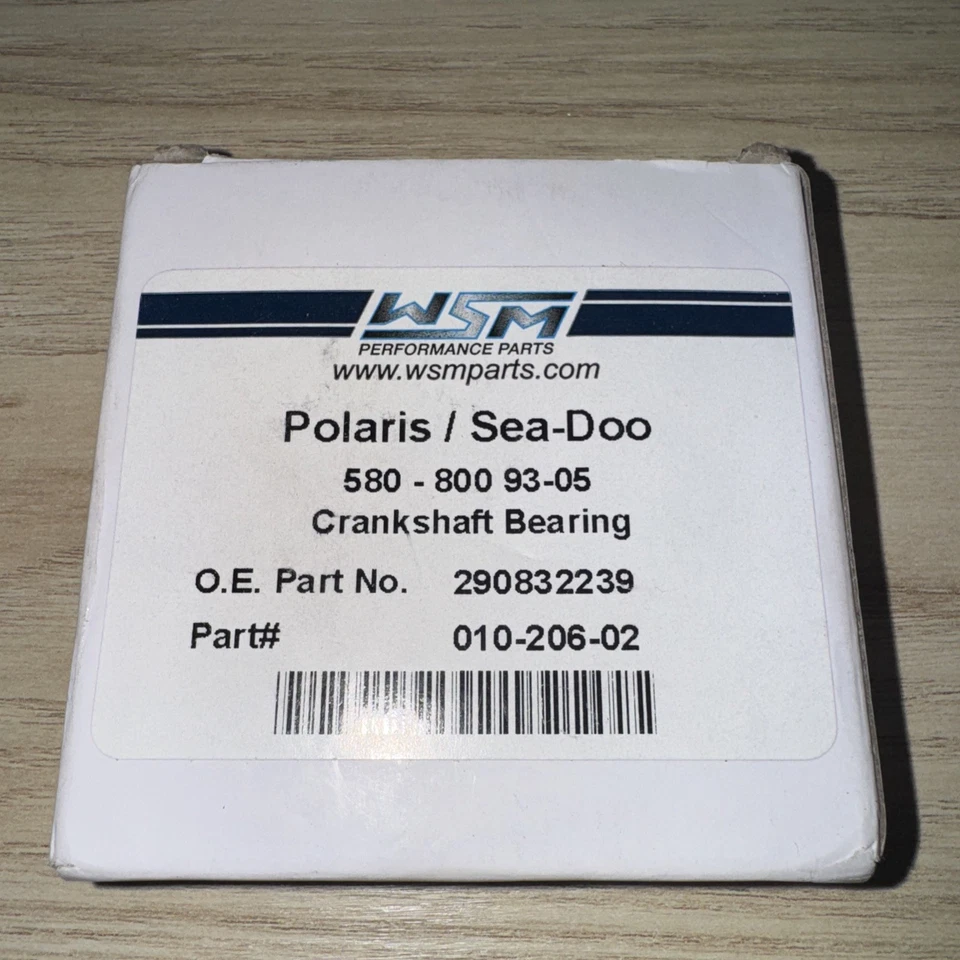 WSM
PERFORMANCE PARTS
www.wsmparts.com
Polaris / Sea-Doo
580 - 800 93-05
Crankshaft Bearing
O.E. Part No. 290832239
Part# 010-206-02